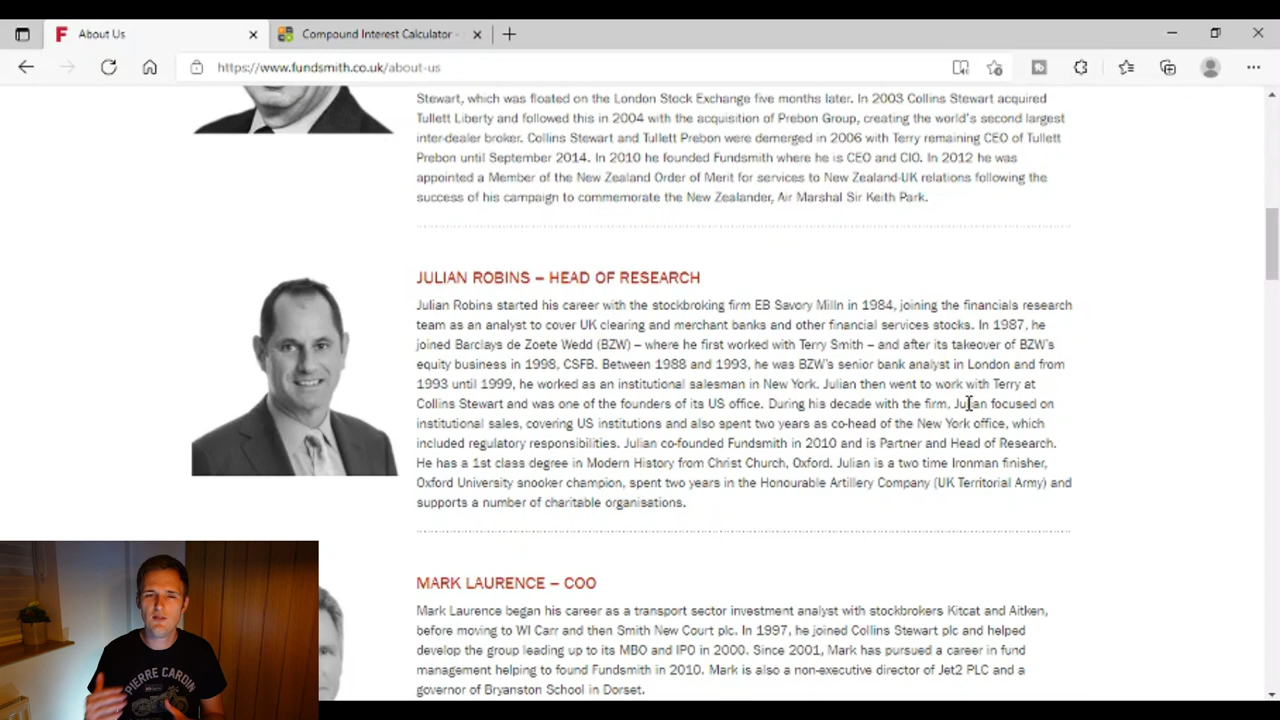 About Us
Compound Interest Calculator -
https://www.fundsmith.co.uk/about-us
Stewart, which was floated on the London Stock Exchange five months later. In 2003 Collins Stewart acquired
Tullett Liberty and followed this in 2004 with the acquisition of Prebon Group, creating the world's second largest
inter-dealer broker. Collins Stewart and Tullett Prebon were demerged in 2006 with Terry remaining CEO of Tullett
Prebon until September 2014. In 2010 he founded Fundsmith where he is CEO and CIO. In 2012 he was
appointed a Member of the New Zealand Order of Merit for services to New Zealand-UK relations following the
success of his campaign to commemorate the New Zealander, Air Marshal Sir Keith Park.
JULIAN ROBINS – HEAD OF RESEARCH
Julian Robins started his career with the stockbroking firm EB Savory Milln in 1984, joining the financials research
team as an analyst to cover UK clearing and merchant banks and other financial services stocks. In 1987, he
joined Barclays de Zoete Wedd (BZW) – where he first worked with Terry Smith – and after its takeover of BZW's
equity business in 1998, CSFB. Between 1988 and 1993, he was BZW's senior bank analyst in London and from
1993 until 1999, he worked as an institutional salesman in New York. Julian then went to work with Terry at
Collins Stewart and was one of the founders of its US office. During his decade with the firm, Julian focused on
institutional sales, covering US institutions and also spent two years as co-head of the New York office, which
included regulatory responsibilities. Julian co-founded Fundsmith in 2010 and is Partner and Head of Research.
He has a 1st class degree in Modern History from Christ Church, Oxford. Julian is a two time Ironman finisher,
Oxford University snooker champion, spent two years in the Honourable Artillery Company (UK Territorial Army) and
supports a number of charitable organisations.
MARK LAURENCE – COO
Mark Laurence began his career as a transport sector investment analyst with stockbrokers Kitcat and Aitken,
before moving to WI Carr and then Smith New Court plc. In 1997, he joined Collins Stewart plc and helped
develop the group leading up to its MBO and IPO in 2000. Since 2001, Mark has pursued a career in fund
management helping to found Fundsmith in 2010. Mark is also a non-executive director of Jet2 PLC and a
governor of Bryanston School in Dorset.
PIERRE CARDIN